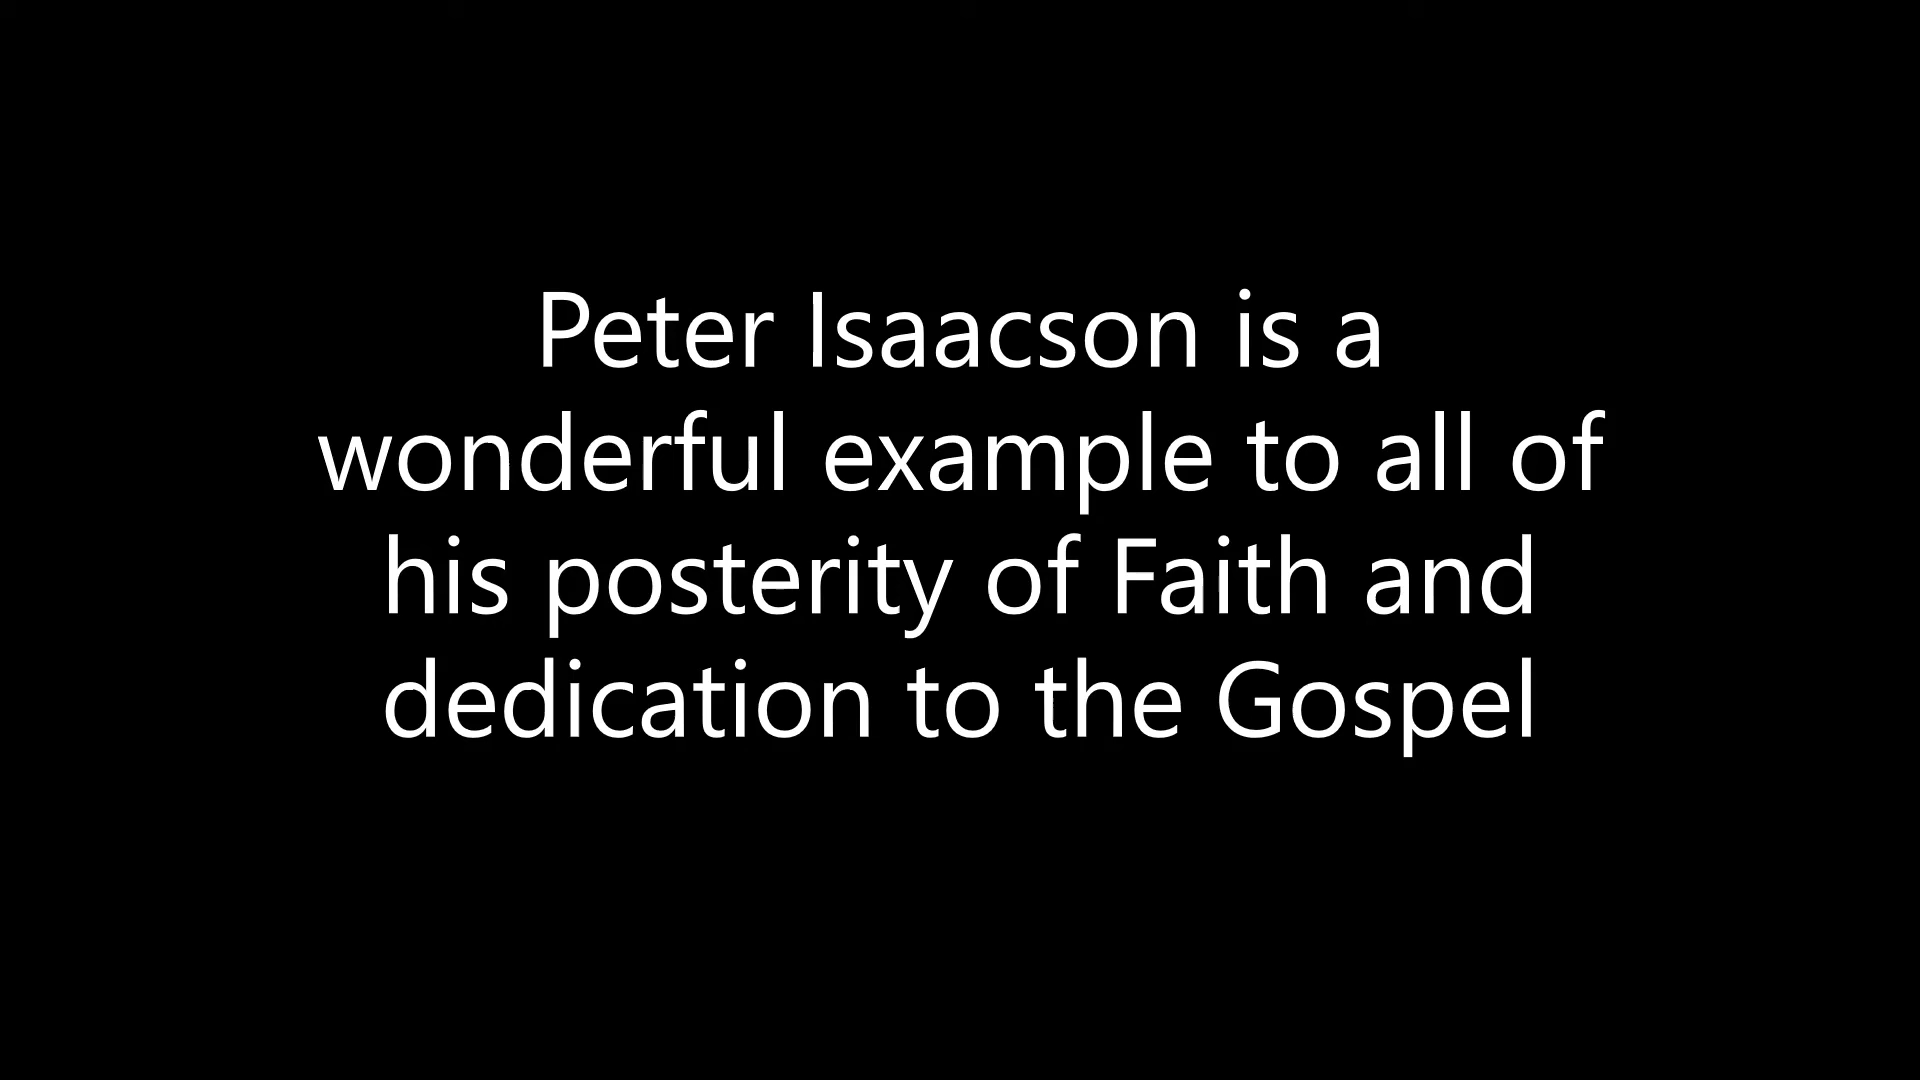 Peter Isaacson is a
wonderful example to all of
his posterity of Faith and
dedication to the Gospel